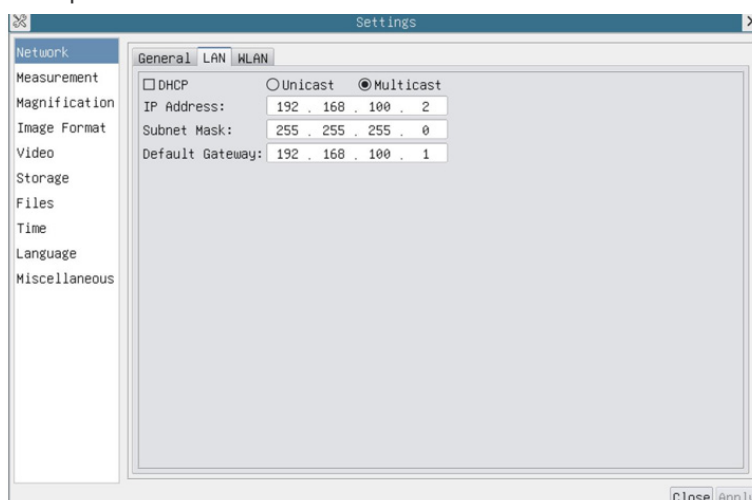 Settings
Network
Measurement
Magnification
Image Format
Video
Storage
Files
Time
Language
Miscellaneous
General LAN WLAN
DHCP Unicast Multicast
IP Address: 192 . 168 . 100 . 2
Subnet Mask: 255 . 255 . 255 . 0
Default Gateway: 192 . 168 . 100 . 1
Close